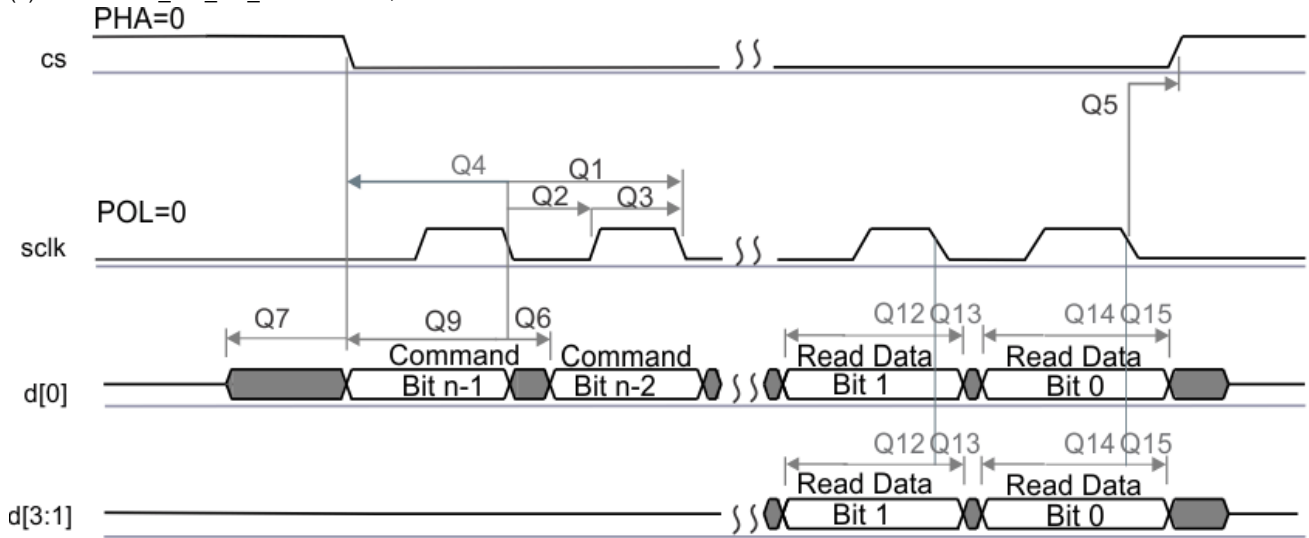 PHA=0
cs
Q5
Q4
Q1
Q2
Q3
POL=0
sclk
Q7
Q9
Q6
Q12 Q13
Q14 Q15
Command
Command
Read Data
Read Data
d[0]
Bit n-1
Bit n-2
Bit 1
Bit 0
Q12 Q13
Q14 Q15
Read Data
Read Data
d[3:1]
Bit 1
Bit 0